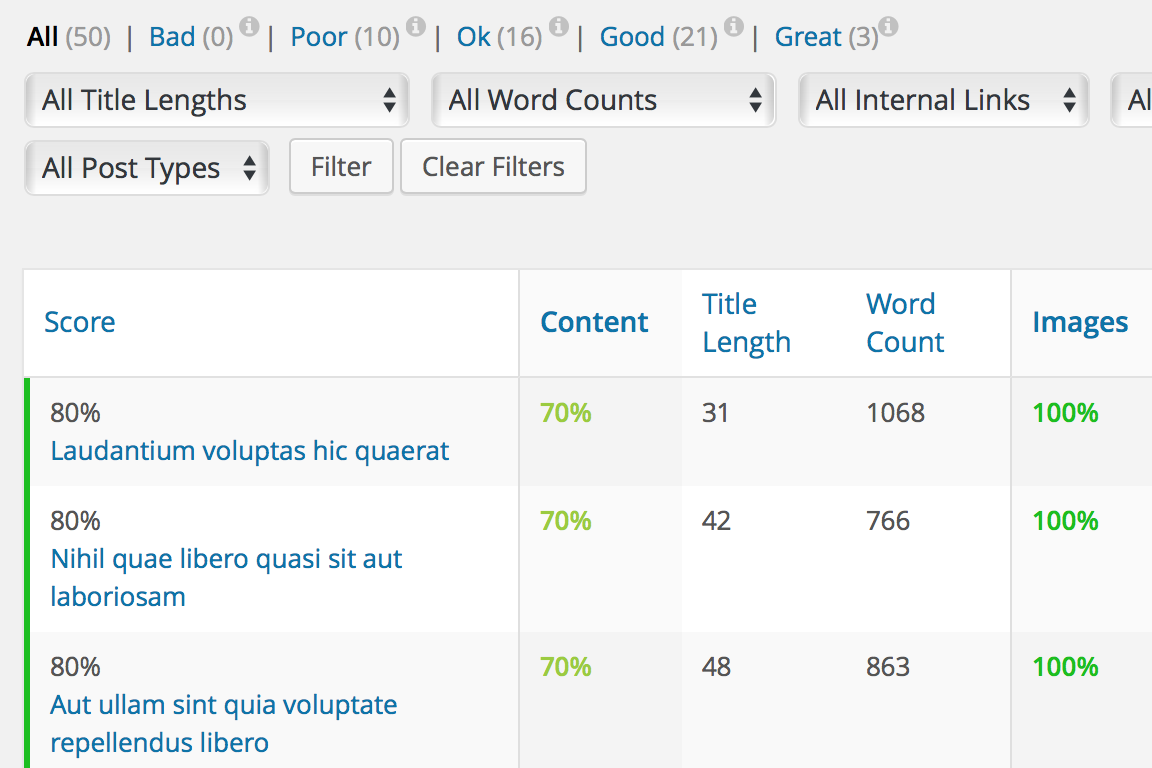 All (50) | Bad (0) | Poor (10) | Ok (16) | Good (21) | Great (3)
All Title Lengths All Word Counts All Internal Links Al
All Post Types Filter Clear Filters
Score Content Title Length Word Count Images
80% 70% 31 1068 100%
Laudantium voluptas hic quaerat
80% 70% 42 766 100%
Nihil quae libero quasi sit aut
laboriosam
80% 70% 48 863 100%
Aut ullam sint quia voluptate
repellendus libero